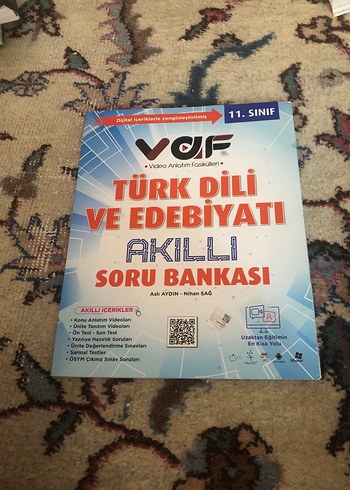 Dijital içeriklerle zenginleştirilmiş
11. SINIF
VAF
• Video Anlatım Fasikülleri •
TÜRK DİLİ
VE EDEBİYATI
AKILLI
SORU BANKASI
Aslı AYDIN - Nihan SAĞ
AKILLI İÇERİKLER
• Konu Anlatım Videoları
• Ünite Tanıtım Videoları
• Ön Test - Son Test
• Yazılıya Hazırlık Soruları
• Ünite Değerlendirme Sınavları
• Sarmal Testler
• ÖSYM Çıkmış Sınav Soruları
Uzaktan Eğitimin
En Kısa Yolu